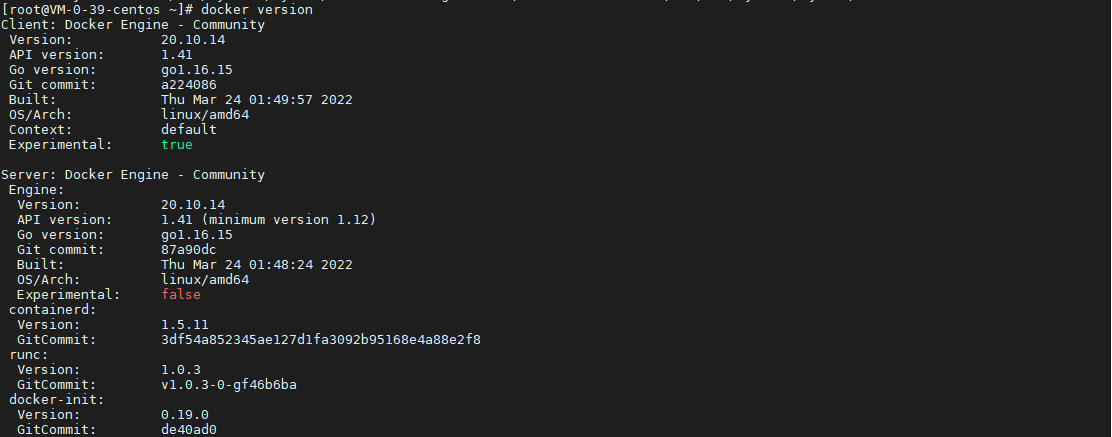 [root@VM-0-39-centos ~]# docker version
Client: Docker Engine - Community
 Version:           20.10.14
 API version:       1.41
 Go version:        go1.16.15
 Git commit:        a224086
 Built:             Thu Mar 24 01:49:57 2022
 OS/Arch:           linux/amd64
 Context:           default
 Experimental:      true

Server: Docker Engine - Community
 Engine:
  Version:          20.10.14
  API version:      1.41 (minimum version 1.12)
  Go version:       go1.16.15
  Git commit:       87a90dc
  Built:            Thu Mar 24 01:48:24 2022
  OS/Arch:          linux/amd64
  Experimental:     false
 containerd:
  Version:          1.5.11
  GitCommit:        3df54a852345ae127d1fa3092b95168e4a88e2f8
 runc:
  Version:          1.0.3
  GitCommit:        v1.0.3-0-gf46b6ba
 docker-init:
  Version:          0.19.0
  GitCommit:        de40ad0